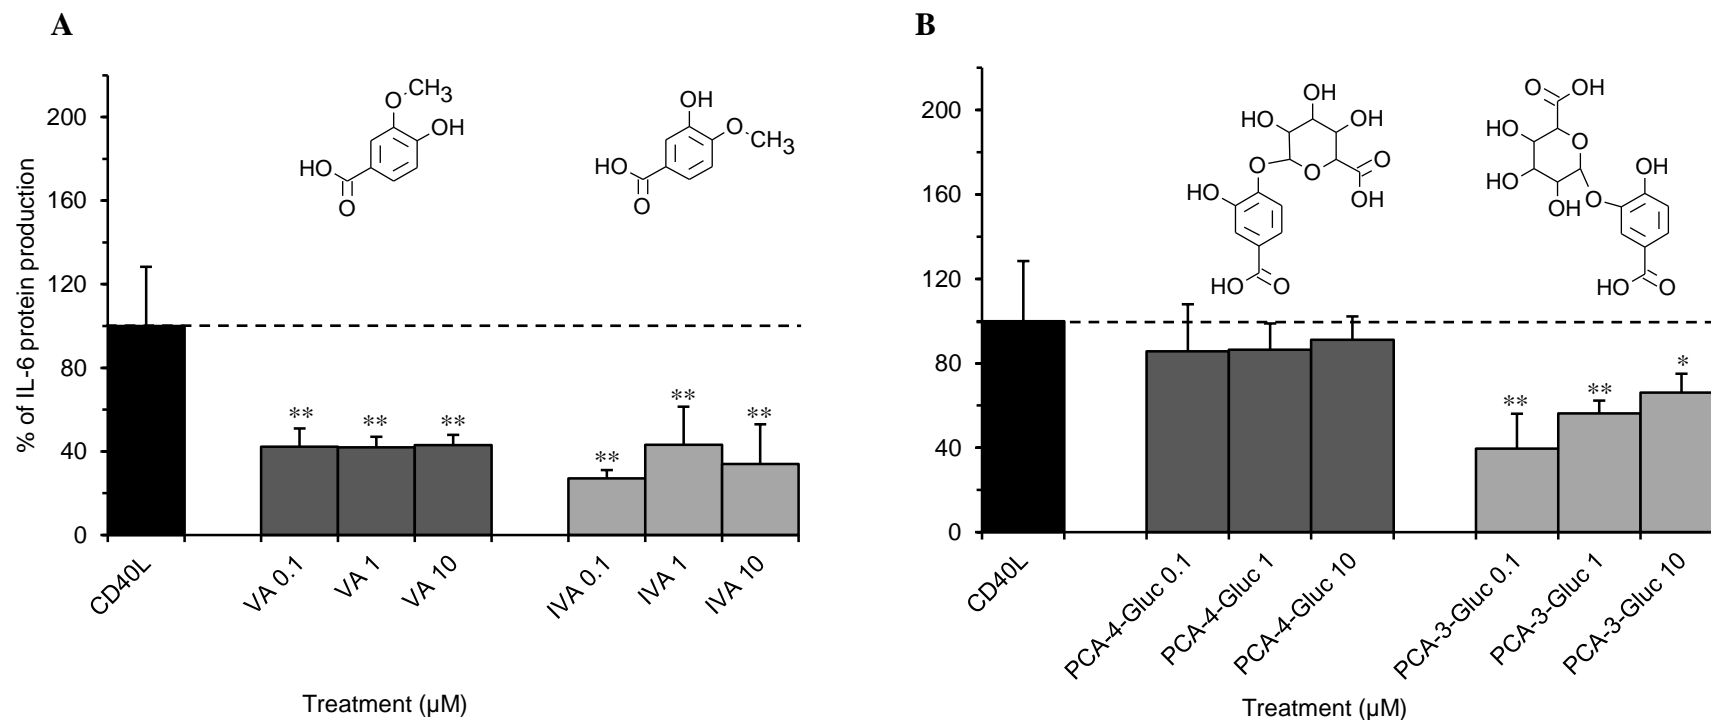 A
B
% of IL-6 protein production
200
160
120
80
40
0
O
CH3
OH
HO
O
OH
O
CH3
HO
O
**
**
**
**
**
**
CD40L
VA 0.1
VA 1
VA 10
IVA 0.1
IVA 1
IVA 10
Treatment (µM)
200
160
120
80
40
0
OH
HO
OH
HO
O
O
O
OH
HO
HO
O
O
OH
HO
O
HO
OH
OH
O
HO
O
**
**
*
CD40L
PCA-4-Gluc 0.1
PCA-4-Gluc 1
PCA-4-Gluc 10
PCA-3-Gluc 0.1
PCA-3-Gluc 1
PCA-3-Gluc 10
Treatment (µM)